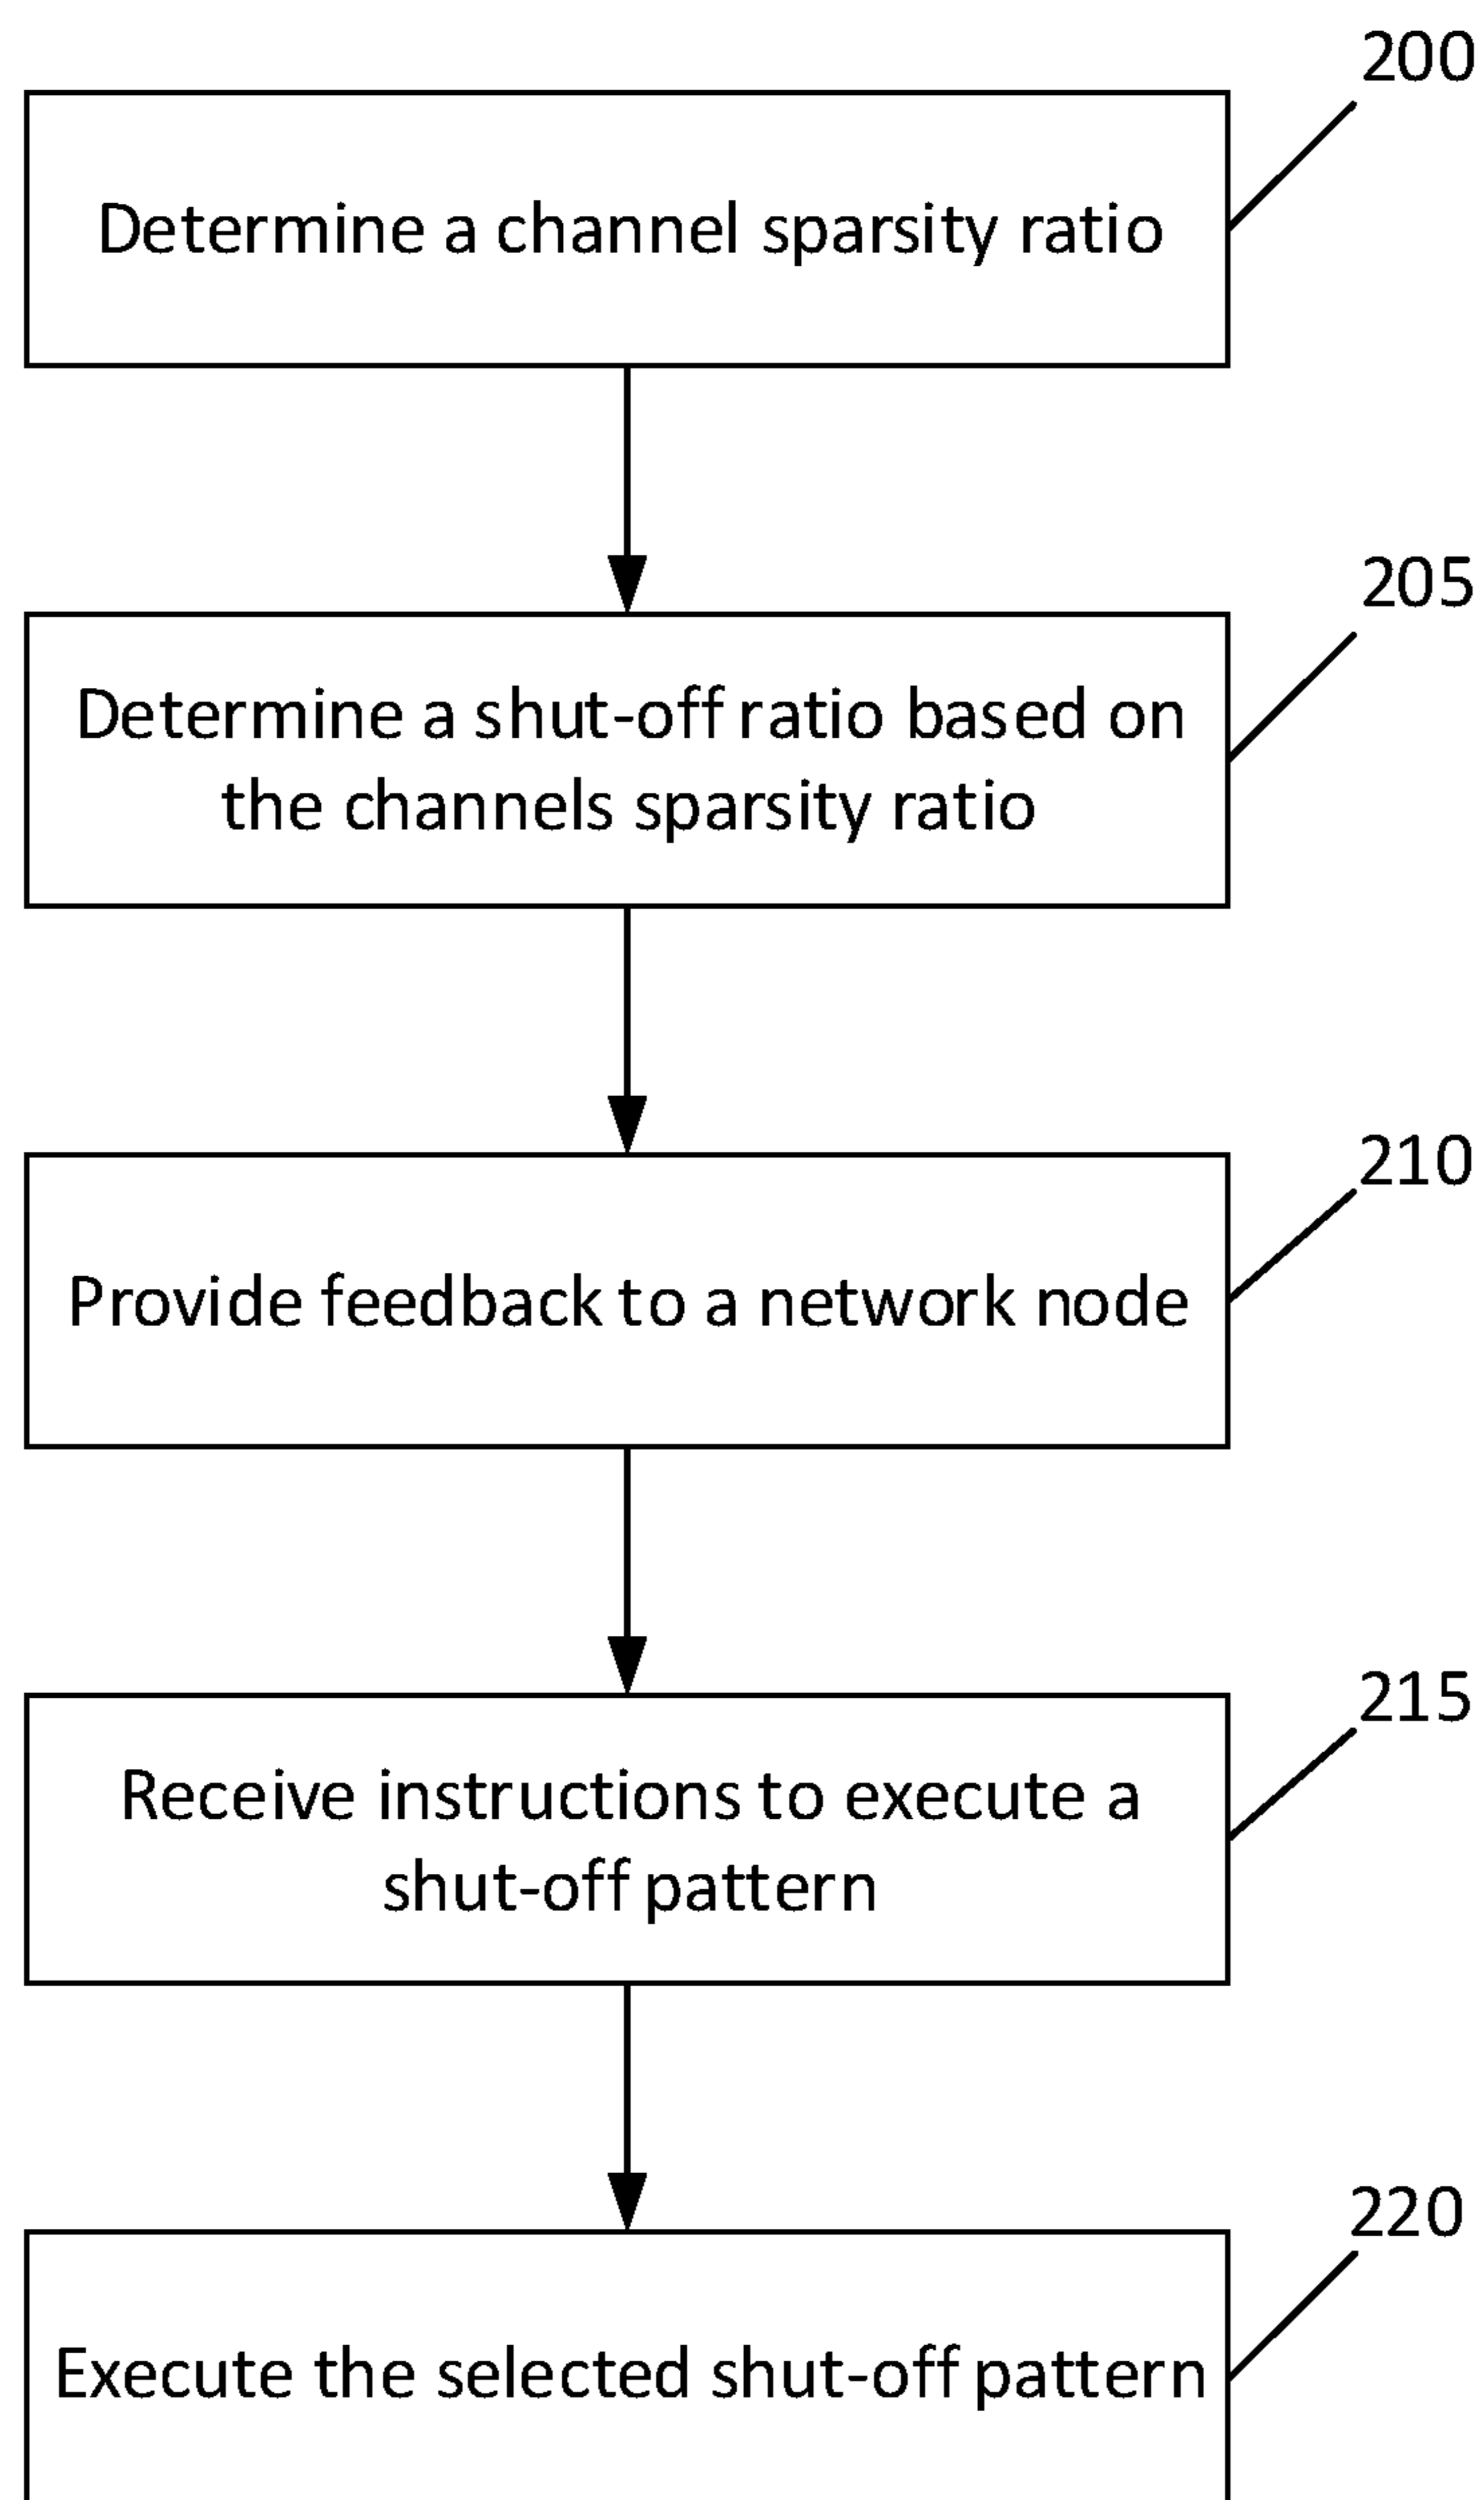 200
Determine a channel sparsity ratio
205
Determine a shut-off ratio based on
the channels sparsity ratio
210
Provide feedback to a network node
215
Receive instructions to execute a
shut-off pattern
220
Execute the selected shut-off pattern